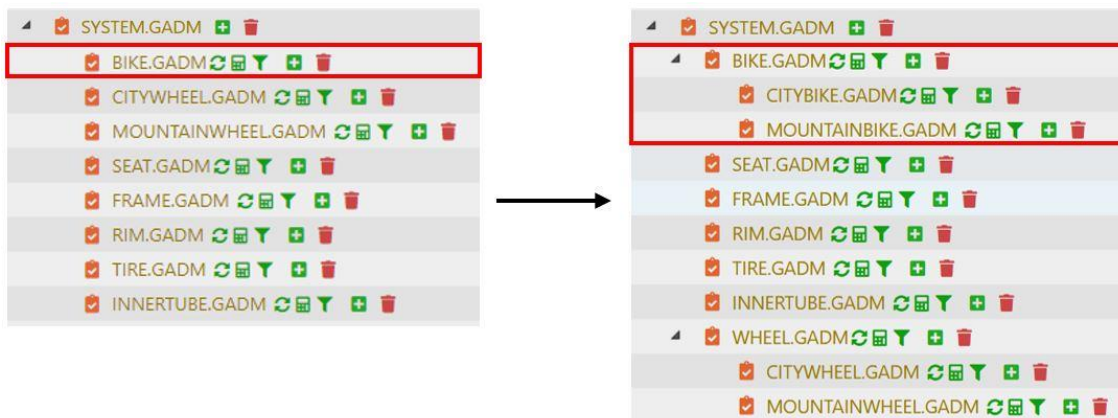 SYSTEM.GADM
BIKE.GADM
CITYWHEEL.GADM
MOUNTAINWHEEL.GADM
SEAT.GADM
FRAME.GADM
RIM.GADM
TIRE.GADM
INNERTUBE.GADM
SYSTEM.GADM
BIKE.GADM
CITYBIKE.GADM
MOUNTAINBIKE.GADM
SEAT.GADM
FRAME.GADM
RIM.GADM
TIRE.GADM
INNERTUBE.GADM
WHEEL.GADM
CITYWHEEL.GADM
MOUNTAINWHEEL.GADM